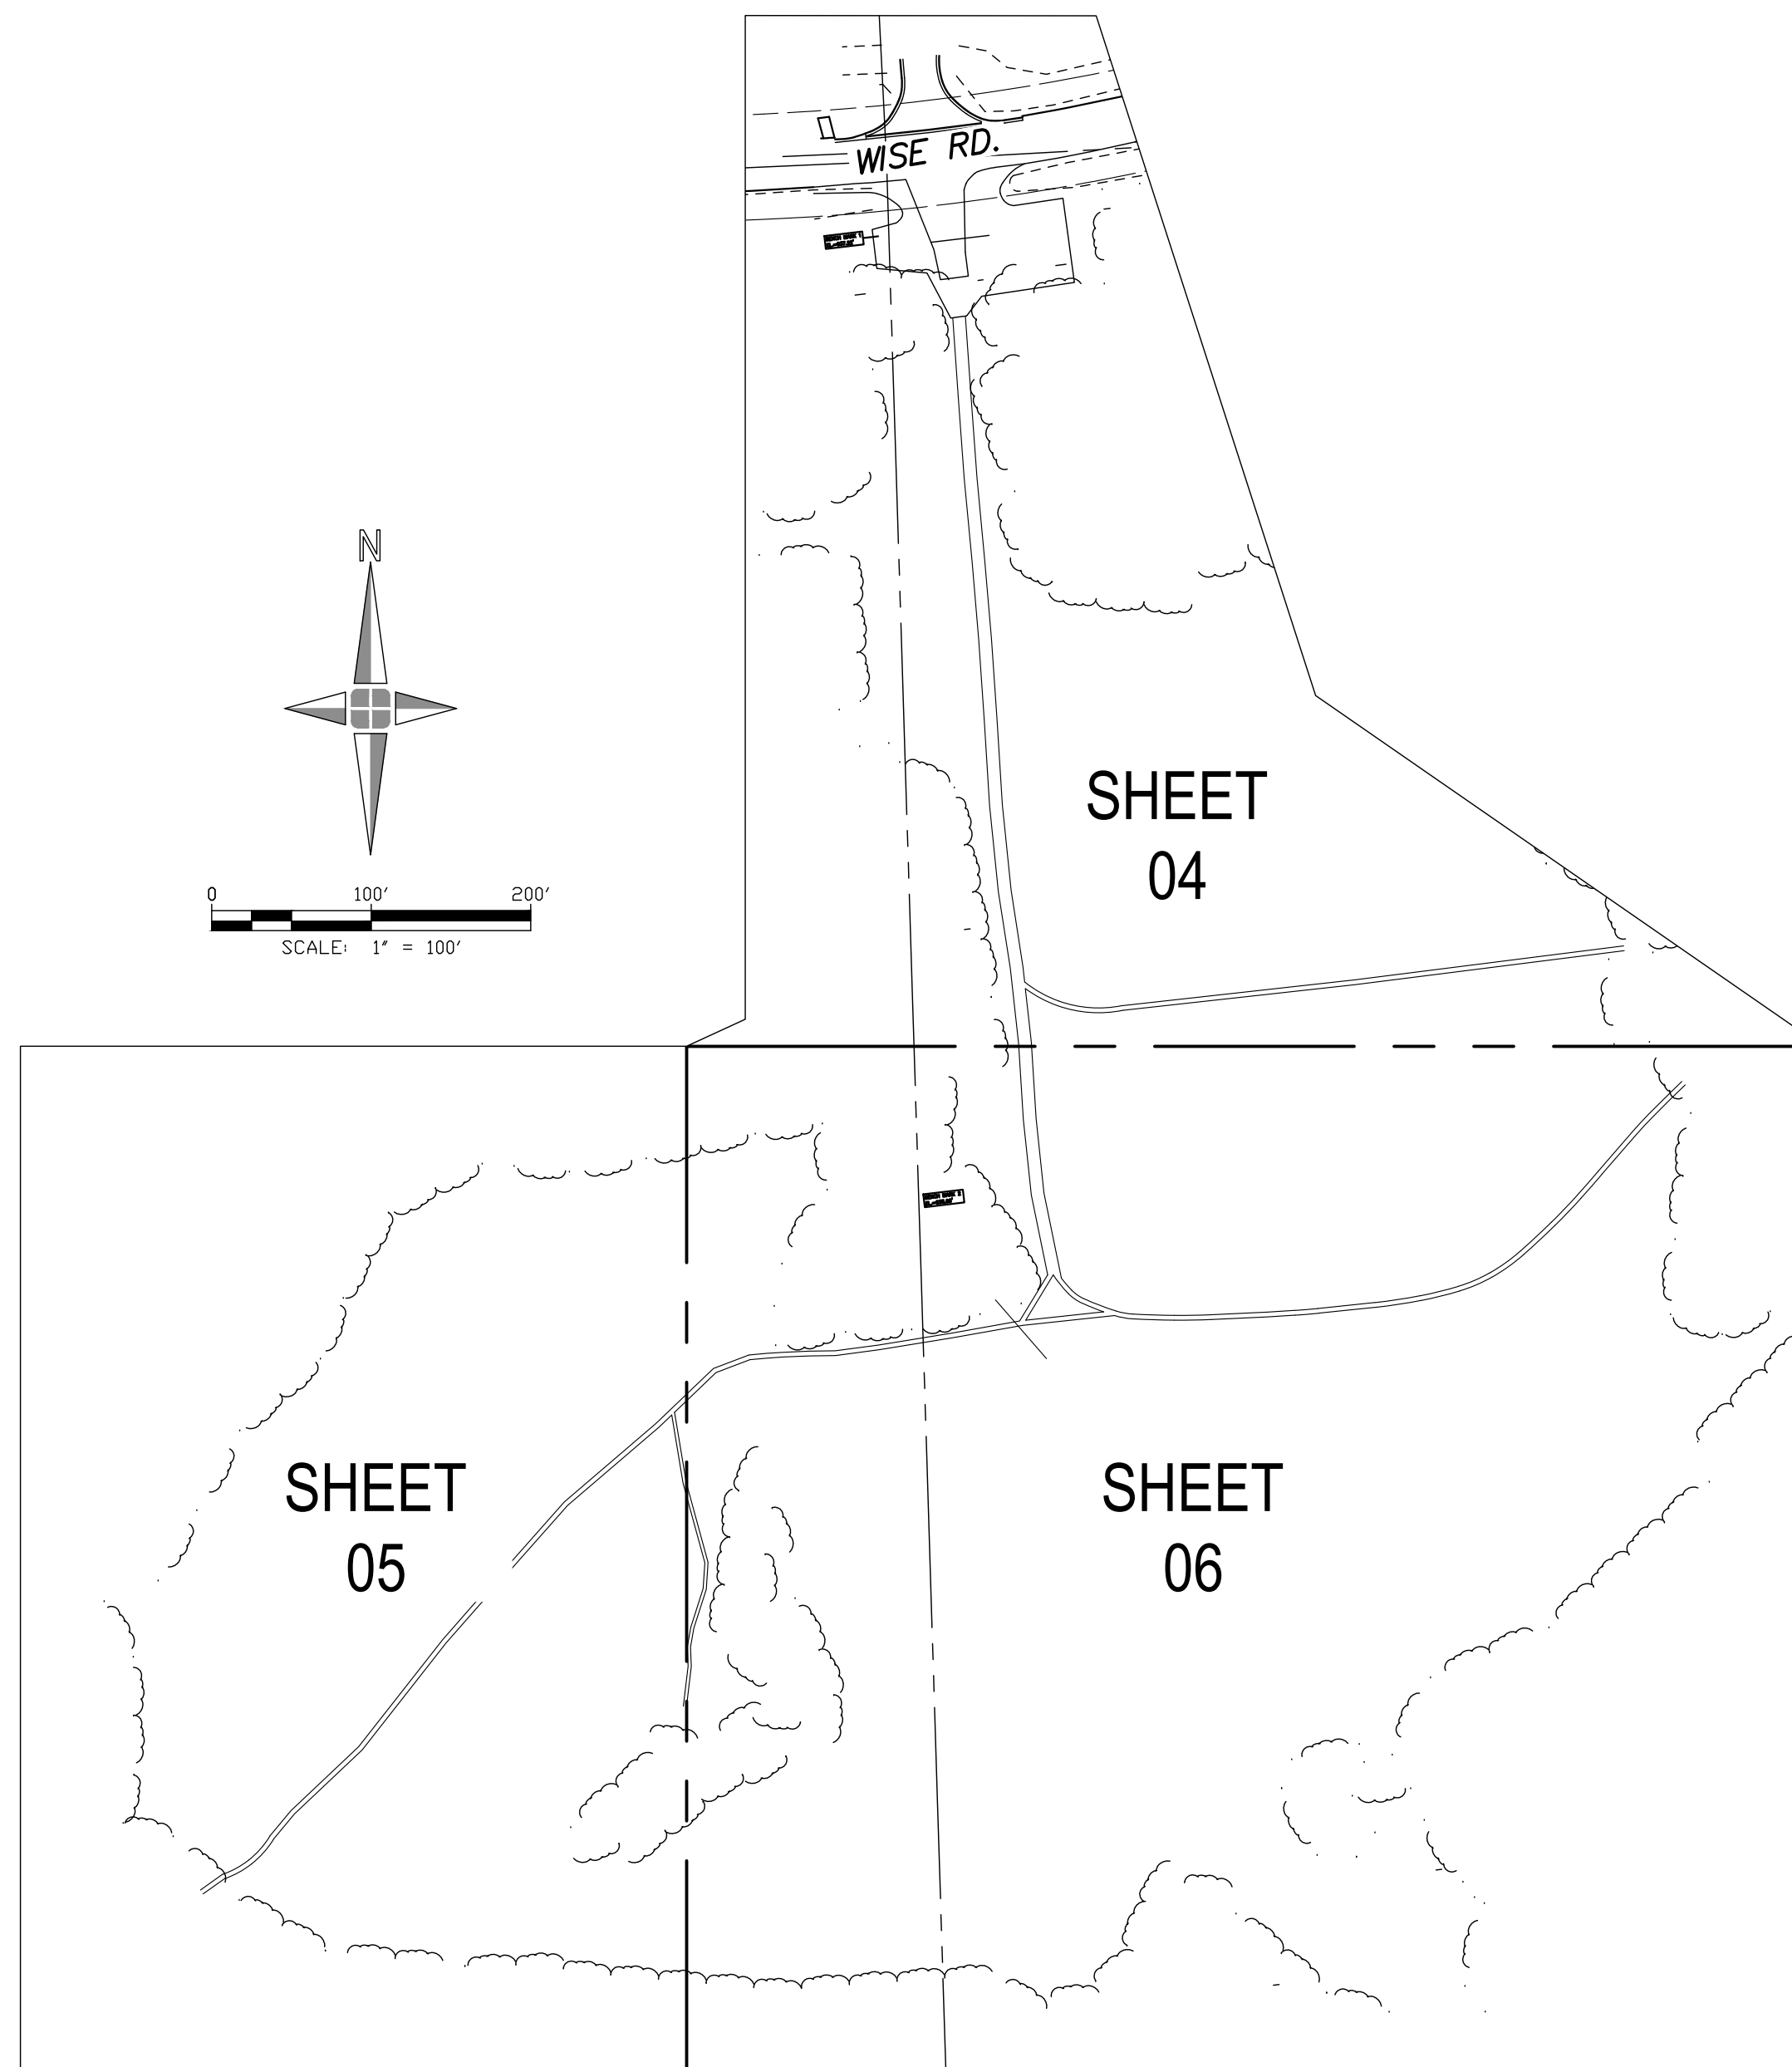 WISE RD.
N
SHEET
04
0 100' 200'
SCALE: 1" = 100'
SHEET
05
SHEET
06